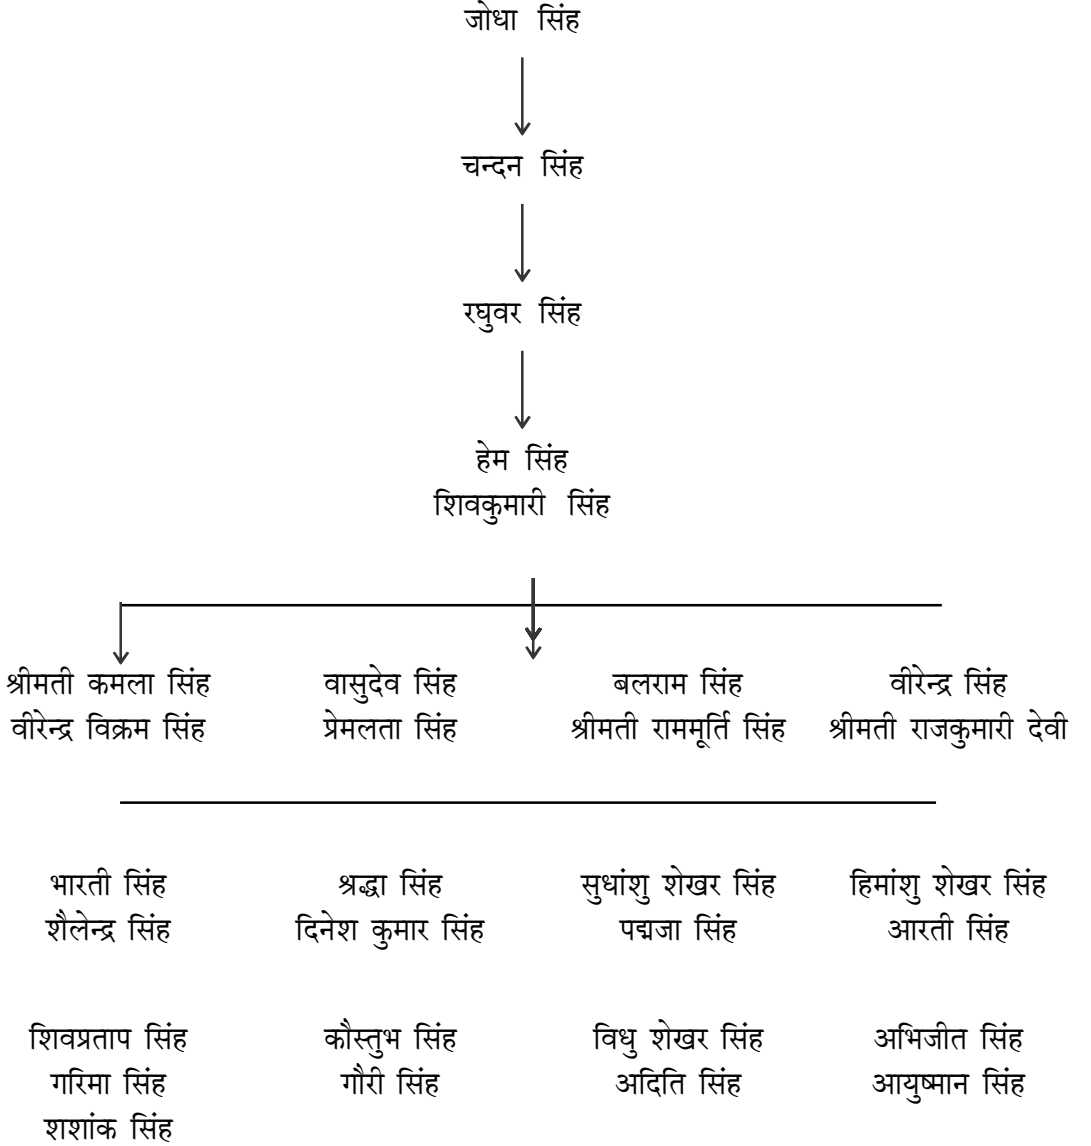 जोधा सिंह
चन्दन सिंह
रघुवर सिंह
हेम सिंह
शिवकुमारी सिंह
श्रीमती कमला सिंह वासुदेव सिंह बलराम सिंह वीरेन्द्र सिंह
वीरेन्द्र विक्रम सिंह प्रेमलता सिंह श्रीमती राममूर्ति सिंह श्रीमती राजकुमारी देवी
भारती सिंह श्रद्धा सिंह सुधांशु शेखर सिंह हिमांशु शेखर सिंह
शैलेन्द्र सिंह दिनेश कुमार सिंह पद्मजा सिंह आरती सिंह
शिवप्रताप सिंह कौस्तुभ सिंह विधु शेखर सिंह अभिजीत सिंह
गरिमा सिंह गौरी सिंह अदिति सिंह आयुष्मान सिंह
शशांक सिंह